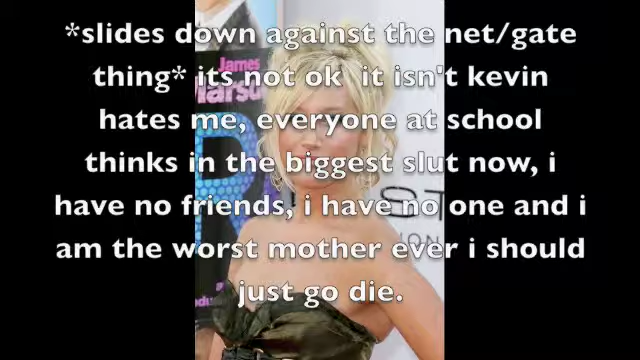 *slides down against the net/gate
thing* its not ok it isn't kevin
hates me, everyone at school
thinks in the biggest slut now, i
have no friends, i have no one and i
am the worst mother ever i should
just go die.
James